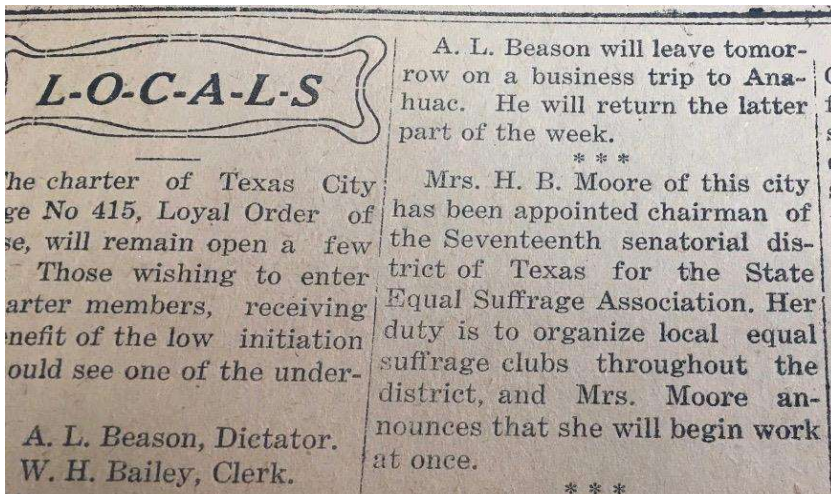 L-O-C-A-L-S
The charter of Texas City
ge No 415, Loyal Order of
se, will remain open a few
Those wishing to enter
arter members, receiving
nefit of the low initiation
ould see one of the under-
A. L. Beason, Dictator.
W. H. Bailey, Clerk.
A. L. Beason will leave tomor-
row on a business trip to Ana-
huac. He will return the latter
part of the week.
* * *
Mrs. H. B. Moore of this city
has been appointed chairman of
the Seventeenth senatorial dis-
trict of Texas for the State
Equal Suffrage Association. Her
duty is to organize local equal
suffrage clubs throughout the
district, and Mrs. Moore an-
nounces that she will begin work
at once.
* * *